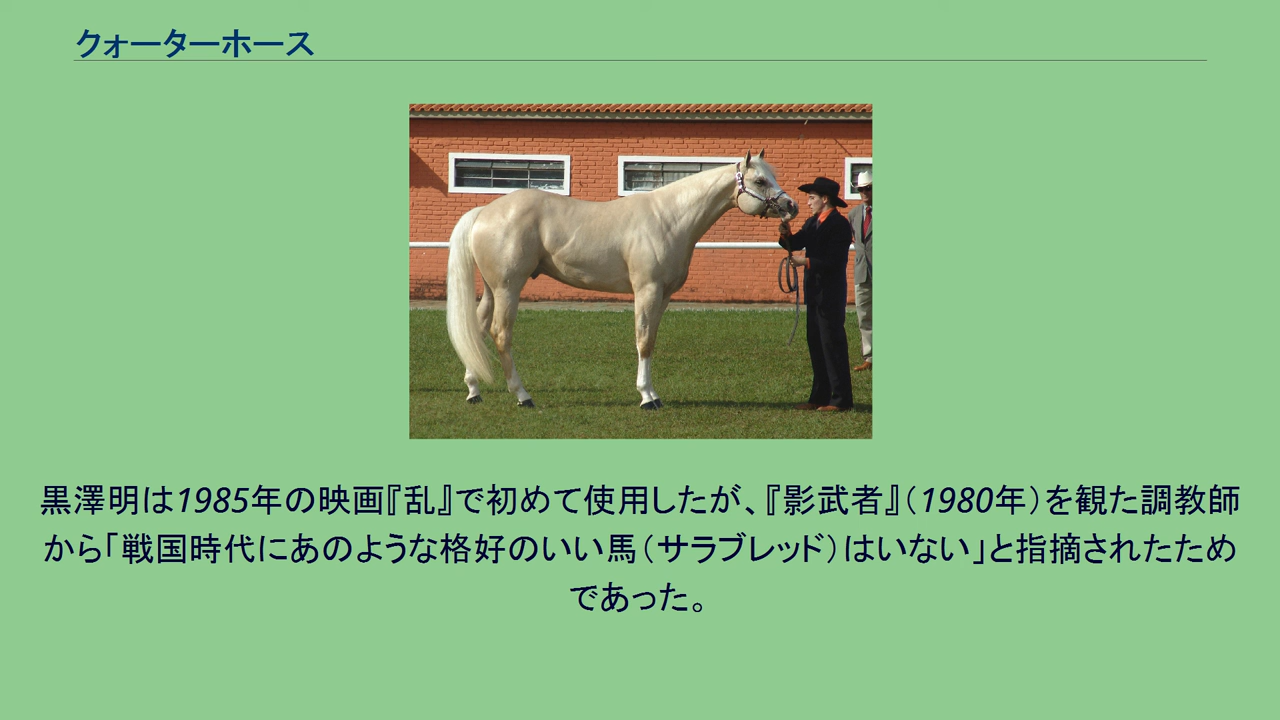 クォーターホース
黒澤明は1985年の映画『乱』で初めて使用したが、『影武者』（1980年）を観た調教師
から「戦国時代にあのような格好のいい馬（サラブレッド）はいない」と指摘されたため
であった。